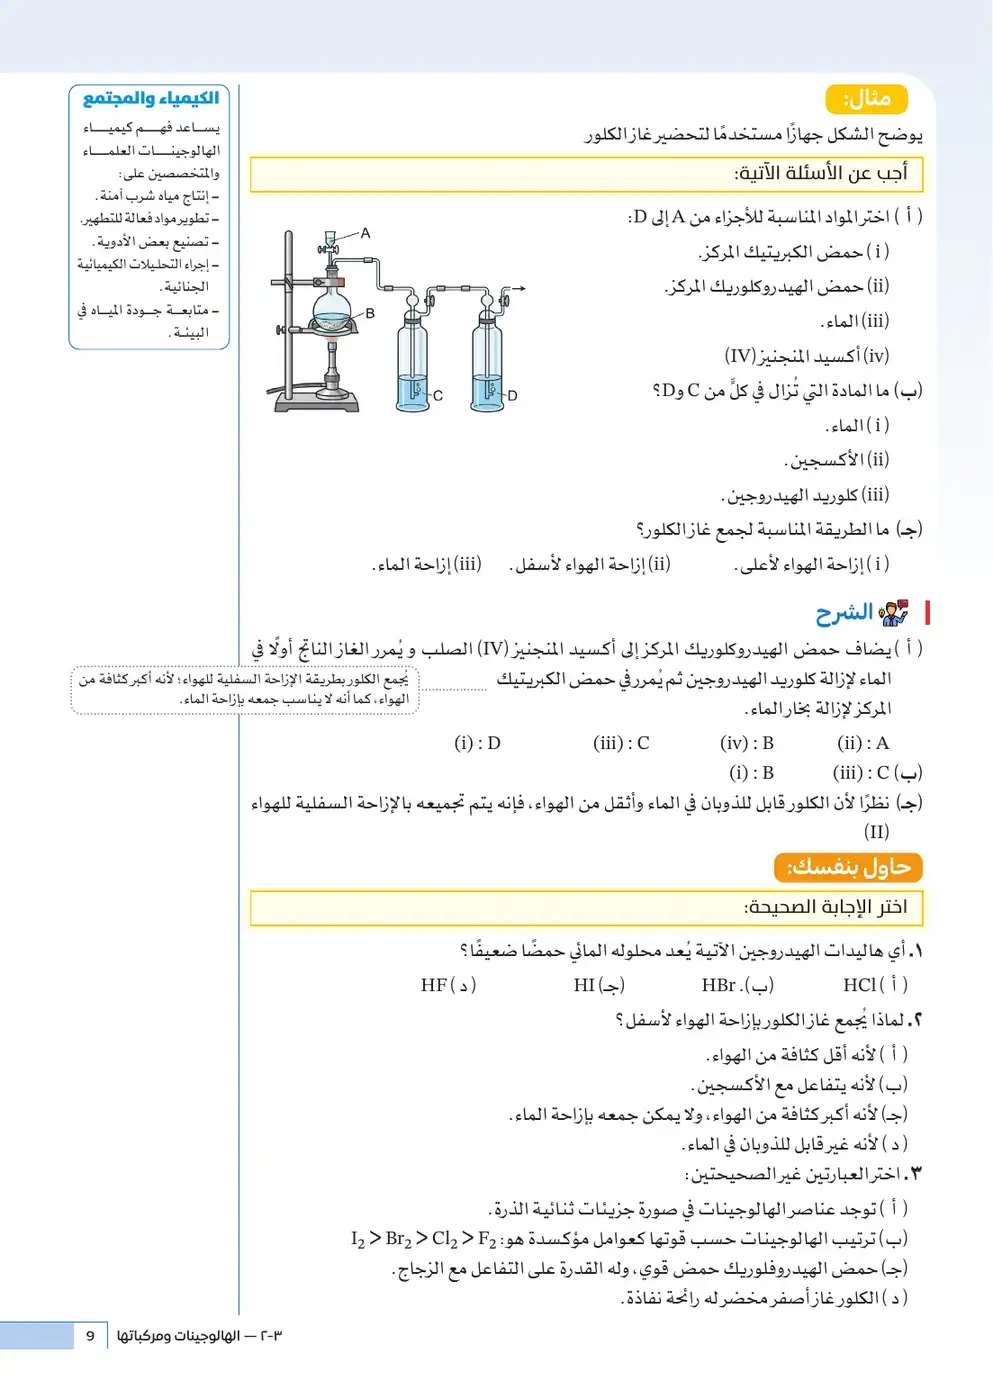 مثال:
يوضح الشكل جهازًا مستخدمًا لتحضير غاز الكلور
أجب عن الأسئلة الآتية:
( أ ) اختر المواد المناسبة للأجزاء من A إلى D:
( i ) حمض الكبريتيك المركز.
(ii) حمض الهيدروكلوريك المركز.
(iii) الماء.
(iv) أكسيد المنجنيز (IV)
(ب) ما المادة التي تُزال في كلٍّ من C وD؟
( i ) الماء.
(ii) الأكسجين.
(iii) كلوريد الهيدروجين.
(جـ) ما الطريقة المناسبة لجمع غاز الكلور؟
( i ) إزاحة الهواء لأعلى. (ii) إزاحة الهواء لأسفل. (iii) إزاحة الماء.
A
B
C
D
الكيمياء والمجتمع
يساعد فهم كيمياء
الهالوجينات العلماء
والمتخصصين على:
- إنتاج مياه شرب آمنة.
- تطوير مواد فعالة للتطهير.
- تصنيع بعض الأدوية.
- إجراء التحليلات الكيميائية
الجنائية.
- متابعة جودة المياه في
البيئة.
الشرح
( أ ) يضاف حمض الهيدروكلوريك المركز إلى أكسيد المنجنيز (IV) الصلب و يُمرر الغاز الناتج أولًا في
الماء لإزالة كلوريد الهيدروجين ثم يُمرر في حمض الكبريتيك
المركز لإزالة بخار الماء.
يُجمع الكلور بطريقة الإزاحة السفلية للهواء؛ لأنه أكبر كثافة من
الهواء، كما أنه لا يناسب جمعه بإزاحة الماء.
(ii) : A (iv) : B (iii) : C (i) : D
(ب) (iii) : C (i) : B
(جـ) نظرًا لأن الكلور قابل للذوبان في الماء وأثقل من الهواء، فإنه يتم تجميعه بالإزاحة السفلية للهواء
(II)
حاول بنفسك:
اختر الإجابة الصحيحة:
١. أي هاليدات الهيدروجين الآتية يُعد محلوله المائي حمضًا ضعيفًا؟
( أ ) HCl (ب). HBr (جـ) HI ( د ) HF
٢. لماذا يُجمع غاز الكلور بإزاحة الهواء لأسفل؟
( أ ) لأنه أقل كثافة من الهواء.
(ب) لأنه يتفاعل مع الأكسجين.
(جـ) لأنه أكبر كثافة من الهواء، ولا يمكن جمعه بإزاحة الماء.
( د ) لأنه غير قابل للذوبان في الماء.
٣. اختر العبارتين غير الصحيحتين:
( أ ) توجد عناصر الهالوجينات في صورة جزيئات ثنائية الذرة.
(ب) ترتيب الهالوجينات حسب قوتها كعوامل مؤكسدة هو: I₂ > Br₂ > Cl₂ > F₂
(جـ) حمض الهيدروفلوريك حمض قوي، وله القدرة على التفاعل مع الزجاج.
( د ) الكلور غاز أصفر مخضر له رائحة نفاذة.
٣-٢ — الهالوجينات ومركباتها 9